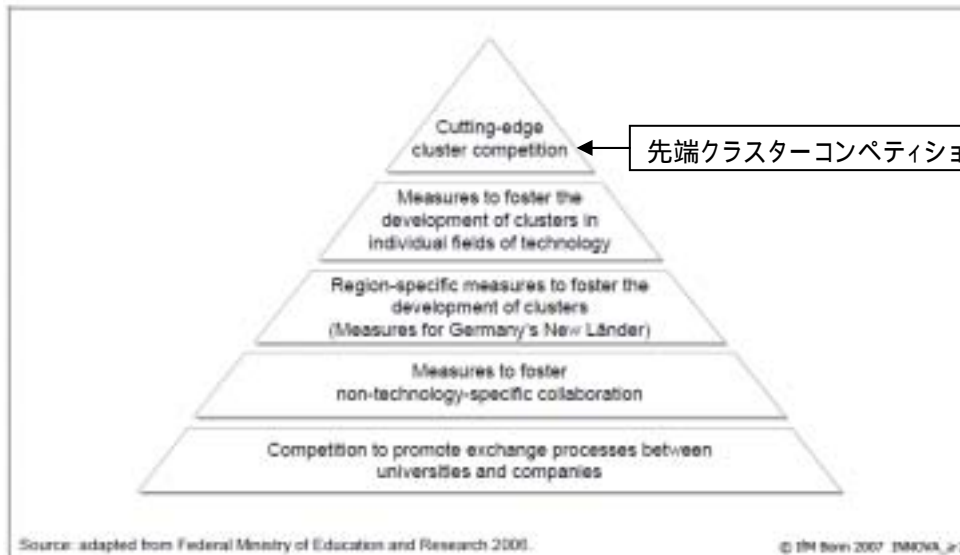 Cutting-edge
cluster competition
先端クラスターコンペティショ
Measures to foster the
development of clusters in
individual fields of technology
Region-specific measures to foster the
development of clusters
(Measures for Germany's New Länder)
Measures to foster
non-technology-specific collaboration
Competition to promote exchange processes between
universities and companies
Source: adapted from Federal Ministry of Education and Research 2006.
© IfM Bonn 2007